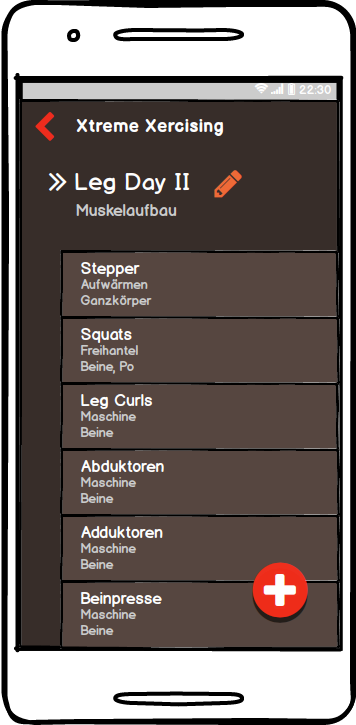 22:30
Xtreme Xercising
Leg Day II
Muskelaufbau
Stepper
Aufwärmen
Ganzkörper
Squats
Freihantel
Beine, Po
Leg Curls
Maschine
Beine
Abduktoren
Maschine
Beine
Adduktoren
Maschine
Beine
Beinpresse
Maschine
Beine